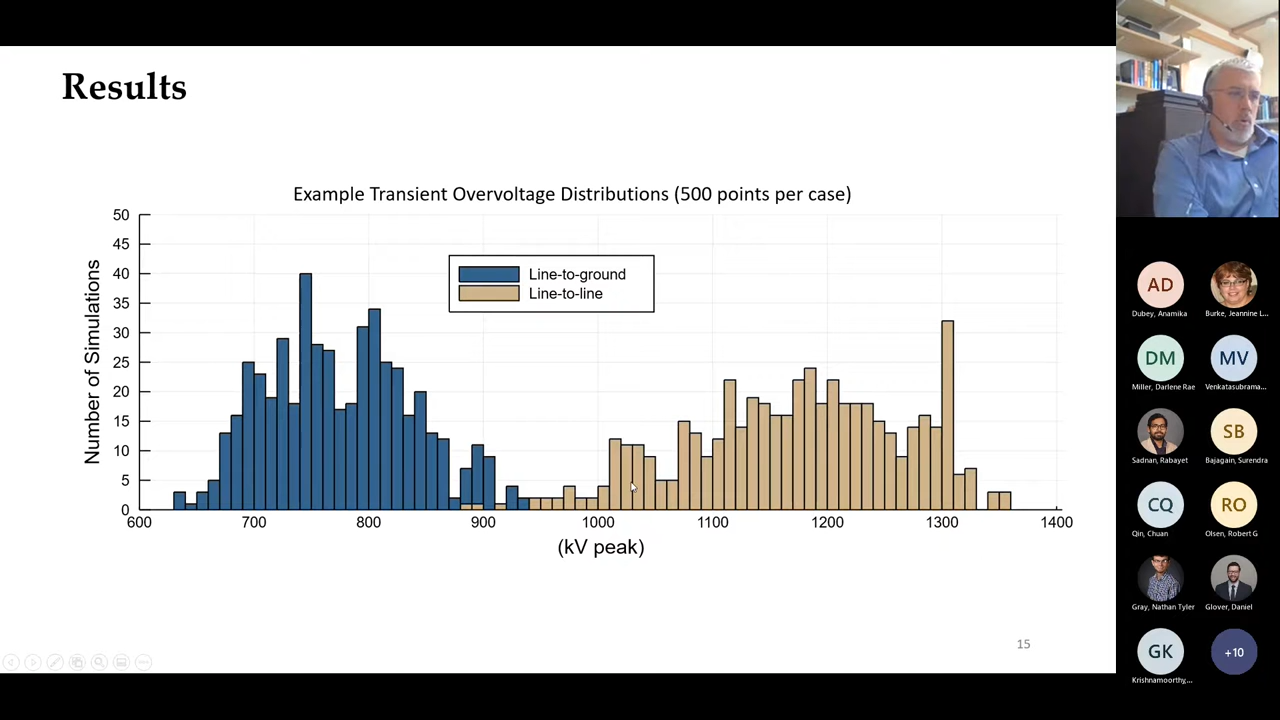 Results
Example Transient Overvoltage Distributions (500 points per case)
50
45
40
35
30
25
20
15
10
5
0
Number of Simulations
Line-to-ground
Line-to-line
600 700 800 900 1000 1100 1200 1300 1400
(kV peak)
15
AD
Dubey, Anamika
Burke, Jeannine L...
DM
MV
Miller, Darlene Rae
Venkatasubrama...
SB
Sadnan, Rabayet
Bajagain, Surendra
CQ
RO
Qin, Chuan
Olsen, Robert G
Gray, Nathan Tyler
Glover, Daniel
GK
+10
Krishnamoorthy,...